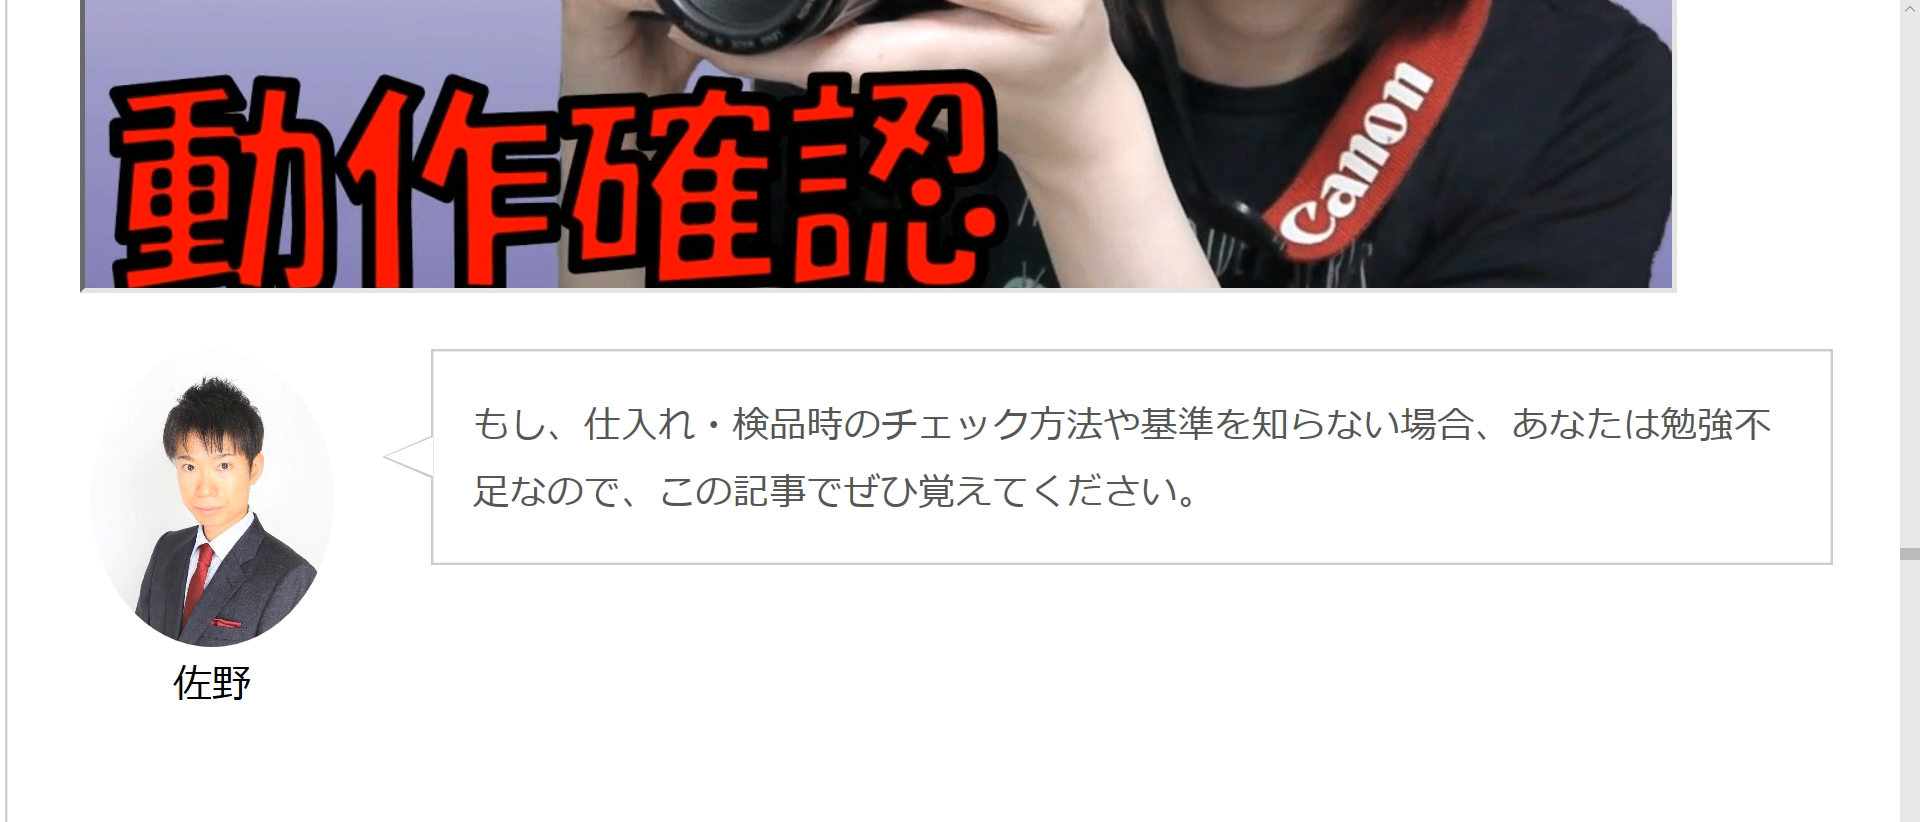 動作確認
Canon
もし、仕入れ・検品時のチェック方法や基準を知らない場合、あなたは勉強不
足なので、この記事でぜひ覚えてください。
佐野